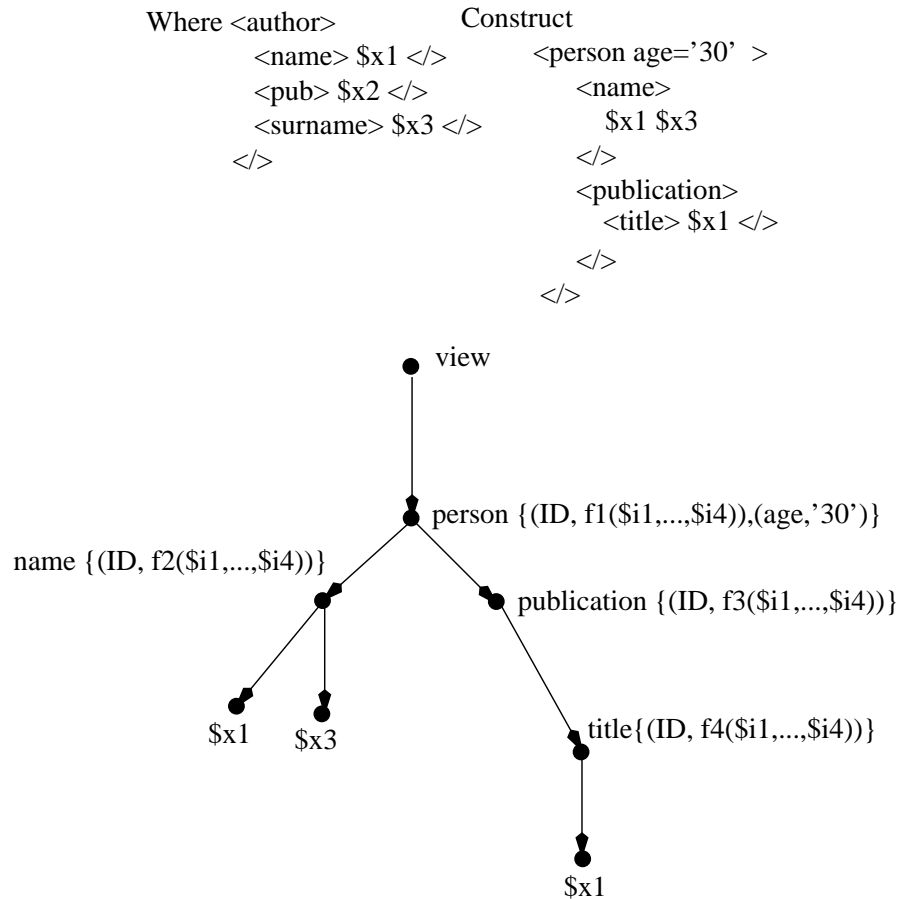 Where <author>
<name> $x1 </>
<pub> $x2 </>
<surname> $x3 </>
</>
Construct
<person age=’30’ >
<name>
$x1 $x3
</>
<publication>
<title> $x1 </>
</>
</>
view
person {(ID, f1($i1,...,$i4)),(age,’30’)}
name {(ID, f2($i1,...,$i4))}
publication {(ID, f3($i1,...,$i4))}
$x1
$x3
title{(ID, f4($i1,...,$i4))}
$x1